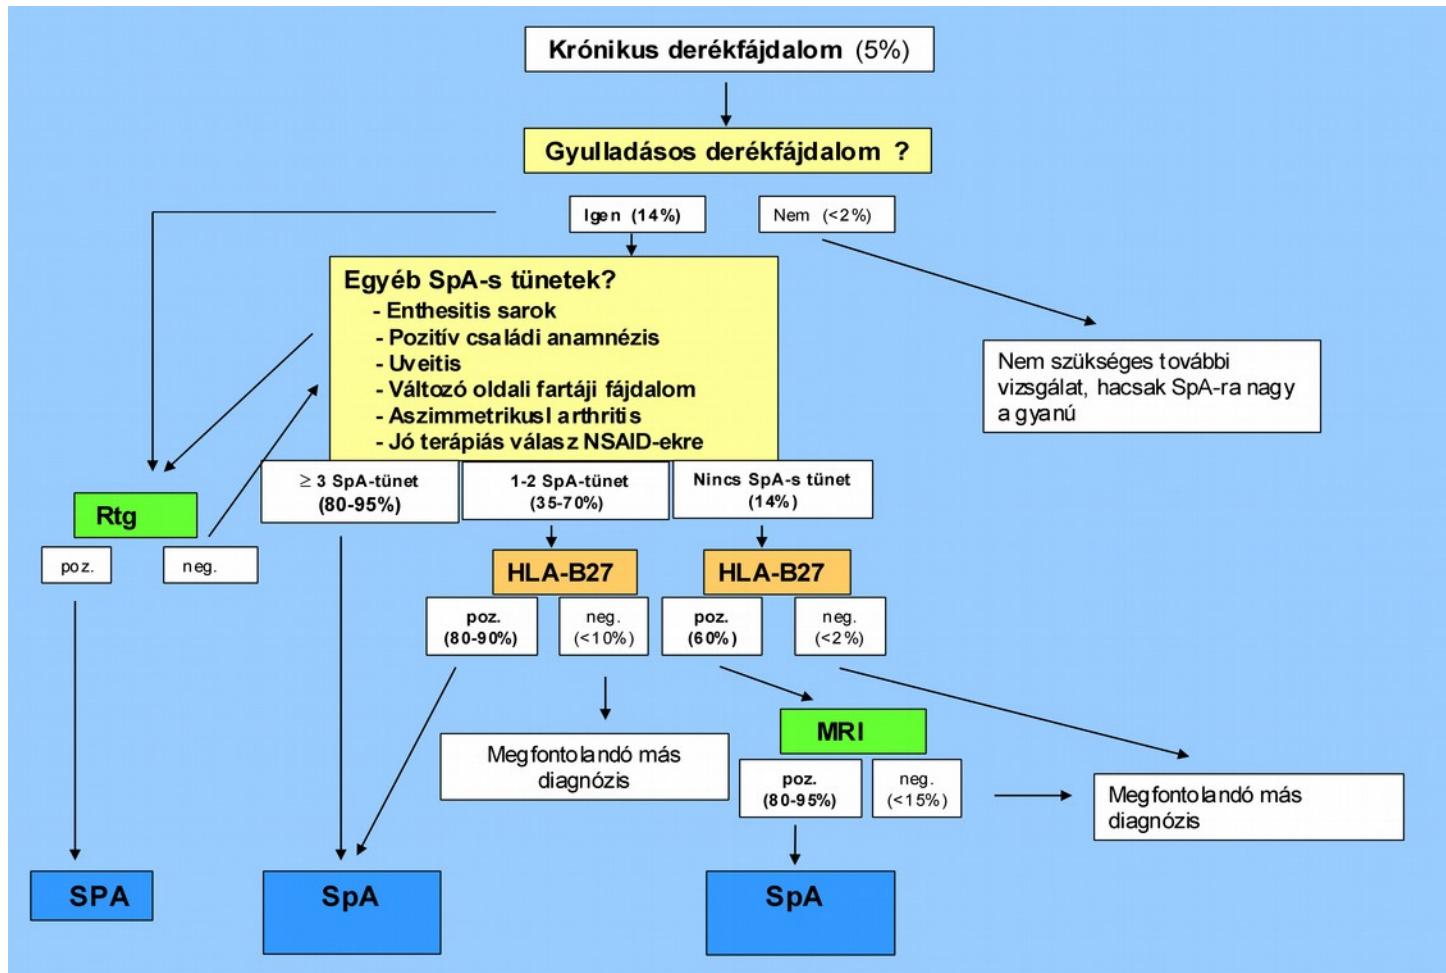 Krónikus derékfájdalom (5%)
Gyulladásos derékfájdalom ?
Igen (14%)
Nem (<2%)
Egyéb SpA-s tünetek?
- Enthesitis sarok
- Pozitív családi anamnézis
- Uveitis
- Változó oldali fartáji fájdalom
- Aszimmetrikusl arthritis
- Jó terápiás válasz NSAID-ekre
Nem szükséges további
vizsgálat, hacsak SpA-ra nagy
a gyanú
≥ 3 SpA-tünet
(80-95%)
1-2 SpA-tünet
(35-70%)
Nincs SpA-s tünet
(14%)
Rtg
poz.
neg.
HLA-B27
HLA-B27
poz.
(80-90%)
neg.
(<10%)
poz.
(60%)
neg.
(<2%)
MRI
Megfontolandó más
diagnózis
poz.
(80-95%)
neg.
(<15%)
Megfontolandó más
diagnózis
SPA
SpA
SpA